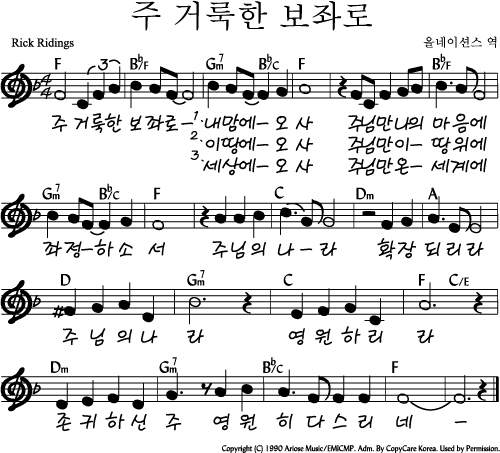 주 거룩한 보좌로
Rick Ridings 올네이션스 역
F 3 B♭/F Gm7 B♭/C F B♭/F
주 거룩한 보좌로– 1. 내맘에– 오 사 주님만나의 마음에
2. 이땅에– 오 사 주님만이– 땅위에
3. 세상에– 오 사 주님만온– 세계에
Gm7 B♭/C F C Dm A
좌정–하소 서 주님의 나–라 확장 되리라
D Gm7 C F C/E
주 님 의 나 라 영 원 하 리 라
Dm Gm7 B♭/C F
존 귀 하 신 주 영 원 히 다스리 네 –
Copyright (C) 1990 Ariose Music/EMICMP. Adm. By CopyCare Korea. Used by Permission.